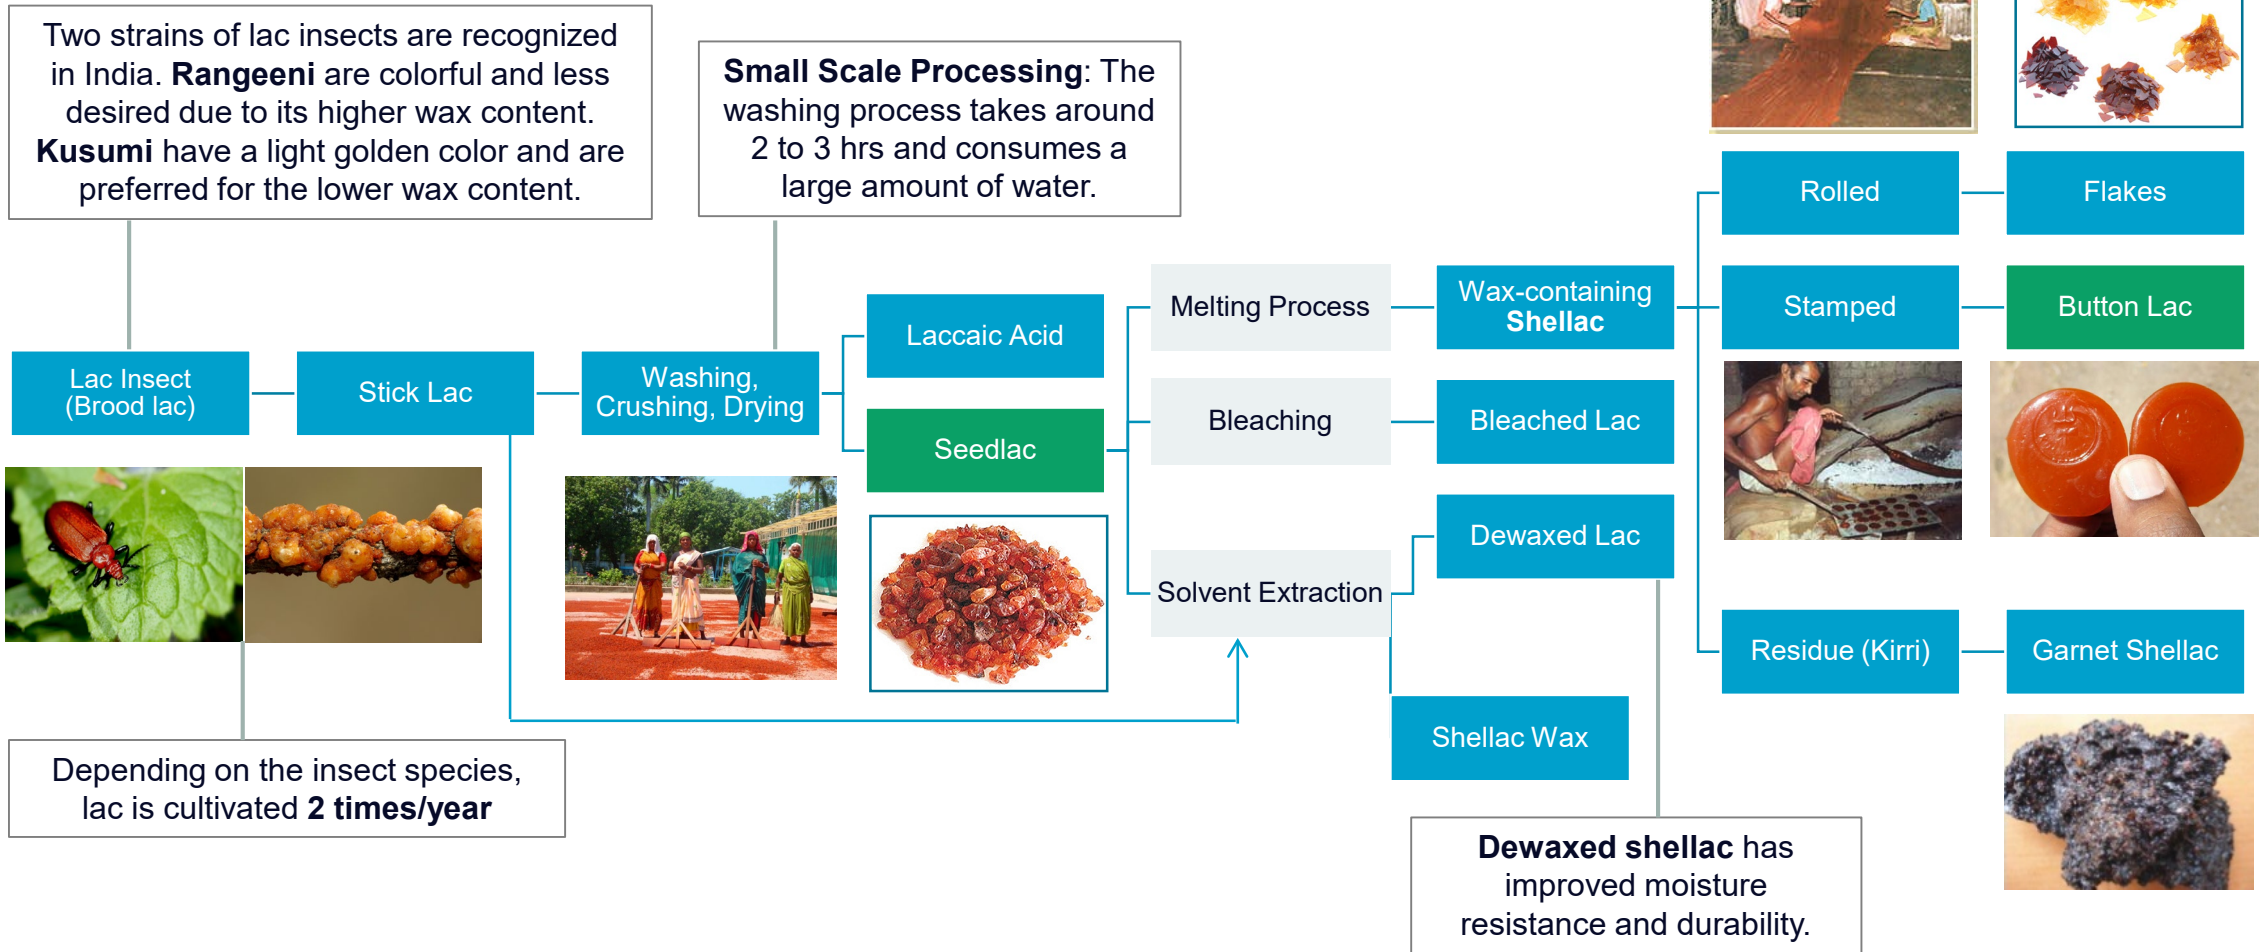 Two strains of lac insects are recognized
in India. Rangeeni are colorful and less
desired due to its higher wax content.
Kusumi have a light golden color and are
preferred for the lower wax content.
Small Scale Processing: The
washing process takes around
2 to 3 hrs and consumes a
large amount of water.
Lac Insect
(Brood lac)
Stick Lac
Washing,
Crushing, Drying
Laccaic Acid
Seedlac
Melting Process
Bleaching
Solvent Extraction
Wax-containing
Shellac
Bleached Lac
Dewaxed Lac
Shellac Wax
Rolled
Flakes
Stamped
Button Lac
Residue (Kirri)
Garnet Shellac
Depending on the insect species,
lac is cultivated 2 times/year
Dewaxed shellac has
improved moisture
resistance and durability.